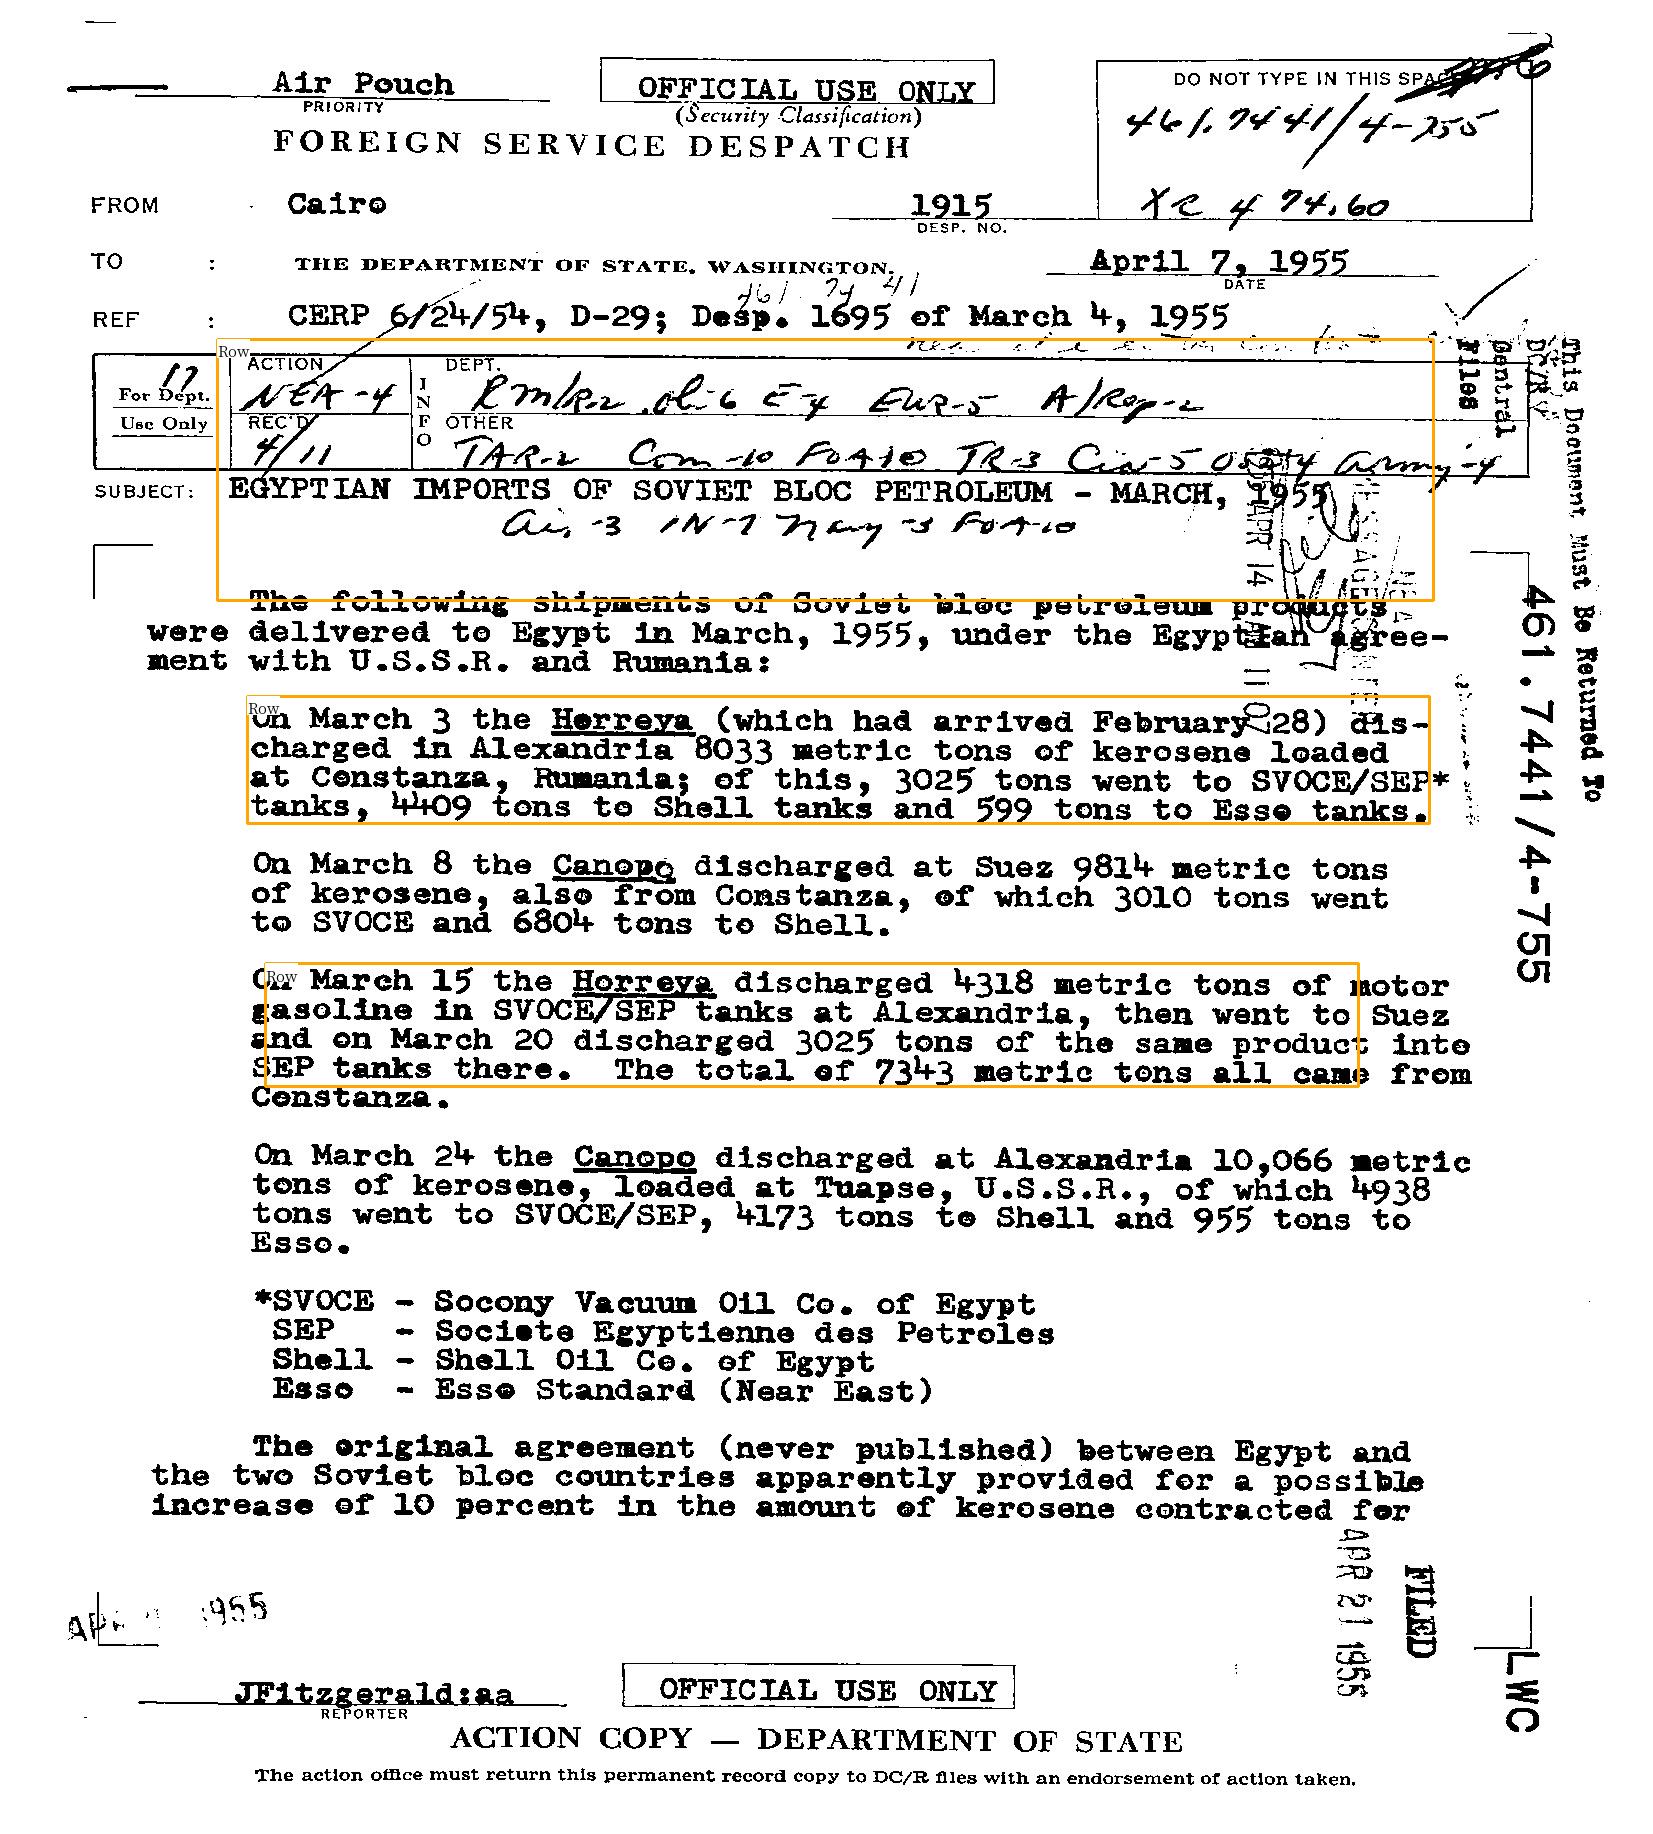 Air Pouch
PRIORITY
OFFICIAL USE ONLY
(Security Classification)
DO NOT TYPE IN THIS SPACE
461.7441/4-755
XR 474.60
FOREIGN SERVICE DESPATCH
FROM Cairo 1915
DESP. NO.
TO : THE DEPARTMENT OF STATE, WASHINGTON.
April 7, 1955
DATE
461 74 41
REF : CERP 6/24/54, D-29; Desp. 1695 of March 4, 1955
Row
17
For Dept.
Use Only
ACTION
NEA-4
REC'D
4/11
INFO
DEPT.
RM/R-2 OLI-6 E-4 EUR-5 A/Rep-2
OTHER
TAR-2 Com-10 FOA-10 TR-3 Cia-5 OSD-4 Army-4
SUBJECT: EGYPTIAN IMPORTS OF SOVIET BLOC PETROLEUM - MARCH, 1955
Air-3 IN-7 Navy-3 FOA-10
The following shipments of Soviet bloc petroleum products
were delivered to Egypt in March, 1955, under the Egyptian agree-
ment with U.S.S.R. and Rumania:
Row
On March 3 the Horreya (which had arrived February 28) dis-
charged in Alexandria 8033 metric tons of kerosene loaded
at Constanza, Rumania; of this, 3025 tons went to SVOCE/SEP*
tanks, 4409 tons to Shell tanks and 599 tons to Esso tanks.
On March 8 the Canopo discharged at Suez 9814 metric tons
of kerosene, also from Constanza, of which 3010 tons went
to SVOCE and 6804 tons to Shell.
Row
On March 15 the Horreya discharged 4318 metric tons of motor
gasoline in SVOCE/SEP tanks at Alexandria, then went to Suez
and on March 20 discharged 3025 tons of the same product into
SEP tanks there. The total of 7343 metric tons all came from
Constanza.
On March 24 the Canopo discharged at Alexandria 10,066 metric
tons of kerosene, loaded at Tuapse, U.S.S.R., of which 4938
tons went to SVOCE/SEP, 4173 tons to Shell and 955 tons to
Esso.
*SVOCE - Socony Vacuum Oil Co. of Egypt
SEP - Societe Egyptienne des Petroles
Shell - Shell Oil Co. of Egypt
Esso - Esso Standard (Near East)
The original agreement (never published) between Egypt and
the two Soviet bloc countries apparently provided for a possible
increase of 10 percent in the amount of kerosene contracted for
This Document Must Be Returned To
DC/R
Central
Files
APR 14
461.7441/4-755
1955
APR 21 1955
FILED
LWC
JFitzgerald:aa
REPORTER
OFFICIAL USE ONLY
ACTION COPY — DEPARTMENT OF STATE
The action office must return this permanent record copy to DC/R files with an endorsement of action taken.